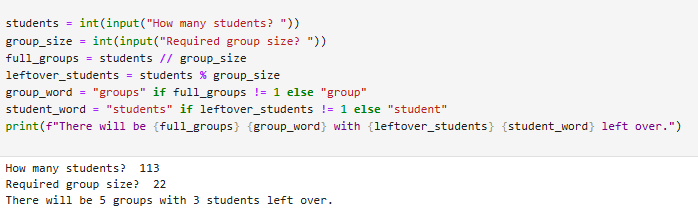 students = int(input("How many students? "))
group_size = int(input("Required group size? "))
full_groups = students // group_size
leftover_students = students % group_size
group_word = "groups" if full_groups != 1 else "group"
student_word = "students" if leftover_students != 1 else "student"
print(f"There will be {full_groups} {group_word} with {leftover_students} {student_word} left over.")
How many students?  113
Required group size?  22
There will be 5 groups with 3 students left over.